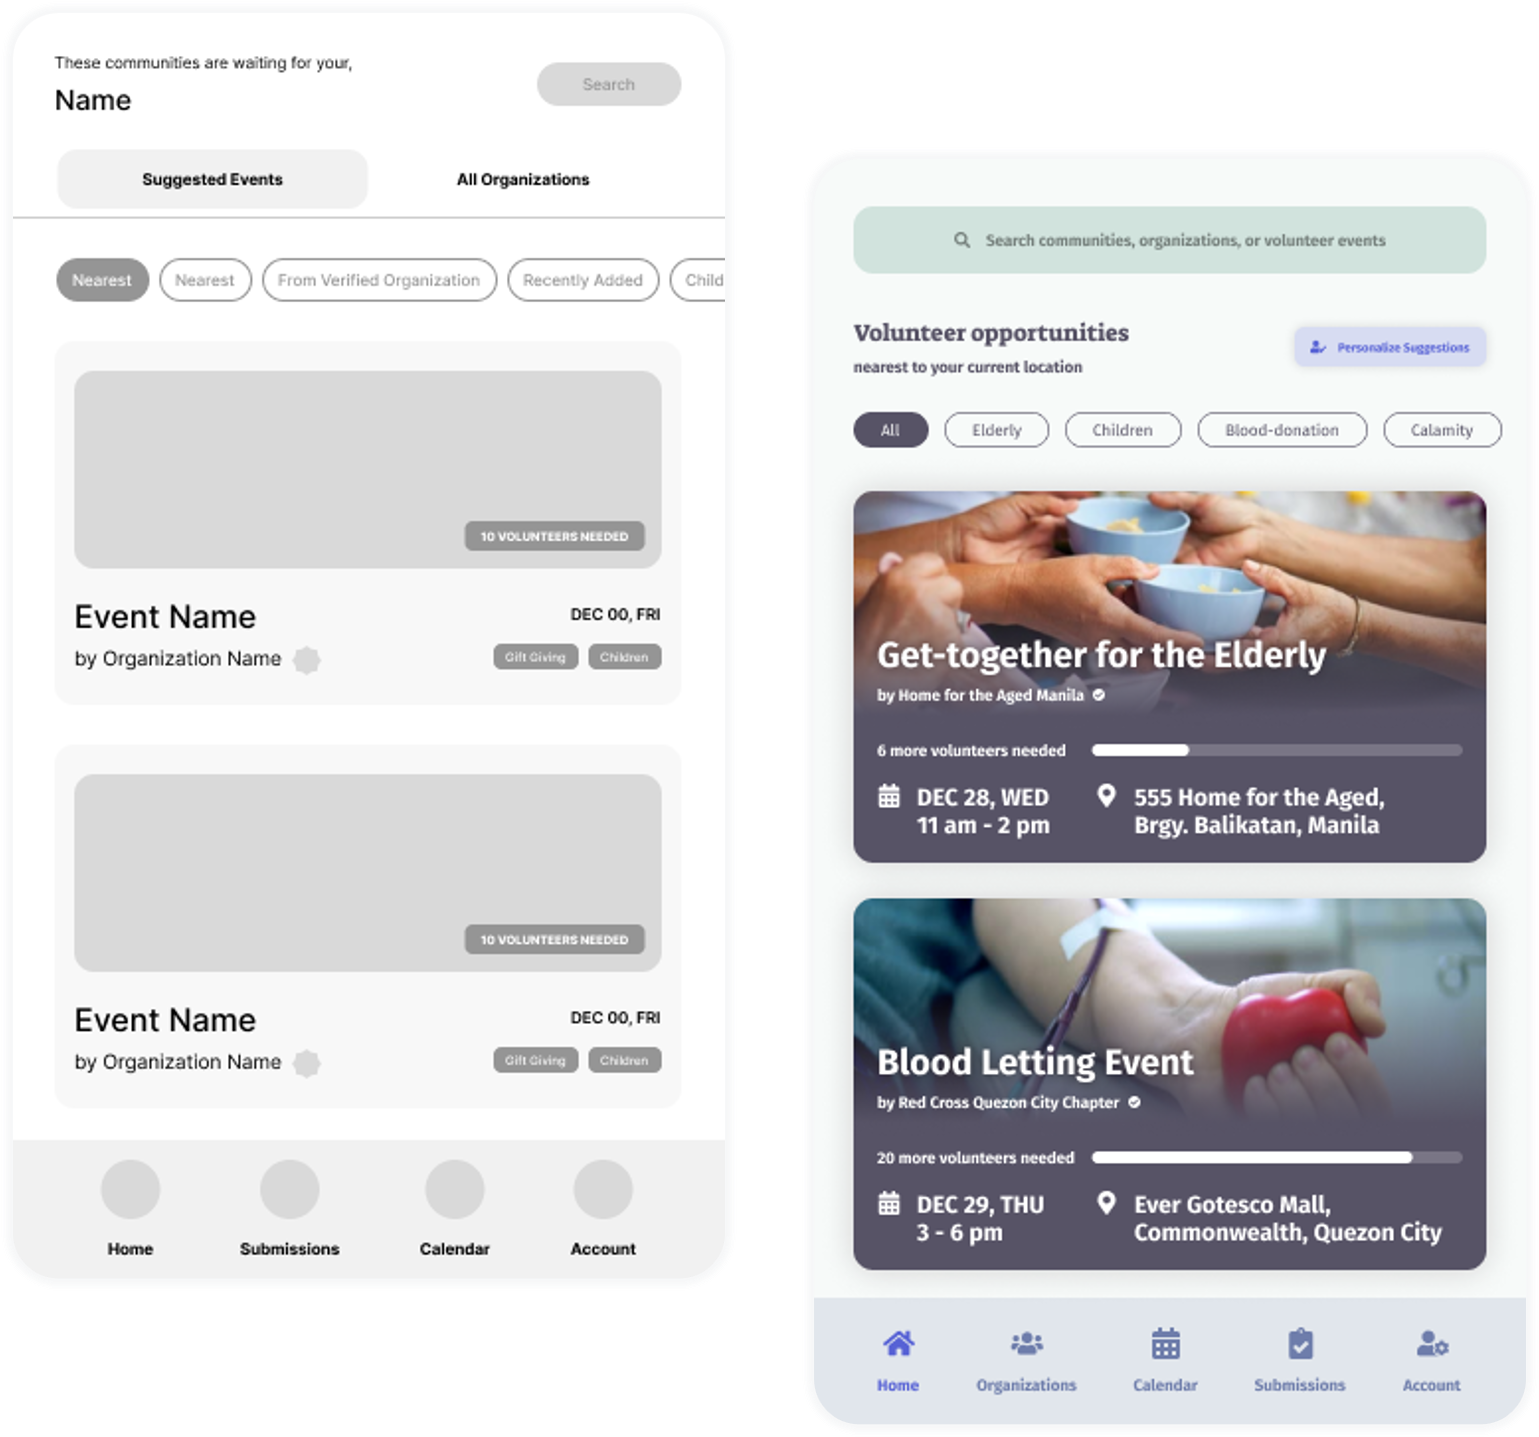 These communities are waiting for your,
Name
Search
Suggested Events
All Organizations
Nearest
Nearest
From Verified Organization
Recently Added
Child
10 VOLUNTEERS NEEDED
Event Name
DEC 00, FRI
by Organization Name
Gift Giving
Children
10 VOLUNTEERS NEEDED
Event Name
DEC 00, FRI
by Organization Name
Gift Giving
Children
Home
Submissions
Calendar
Account
Search communities, organizations, or volunteer events
Volunteer opportunities
nearest to your current location
Personalize Suggestions
All
Elderly
Children
Blood-donation
Calamity
Get-together for the Elderly
by Home for the Aged Manila
6 more volunteers needed
DEC 28, WED
11 am - 2 pm
555 Home for the Aged,
Brgy. Balikatan, Manila
Blood Letting Event
by Red Cross Quezon City Chapter
20 more volunteers needed
DEC 29, THU
3 - 6 pm
Ever Gotesco Mall,
Commonwealth, Quezon City
Home
Organizations
Calendar
Submissions
Account